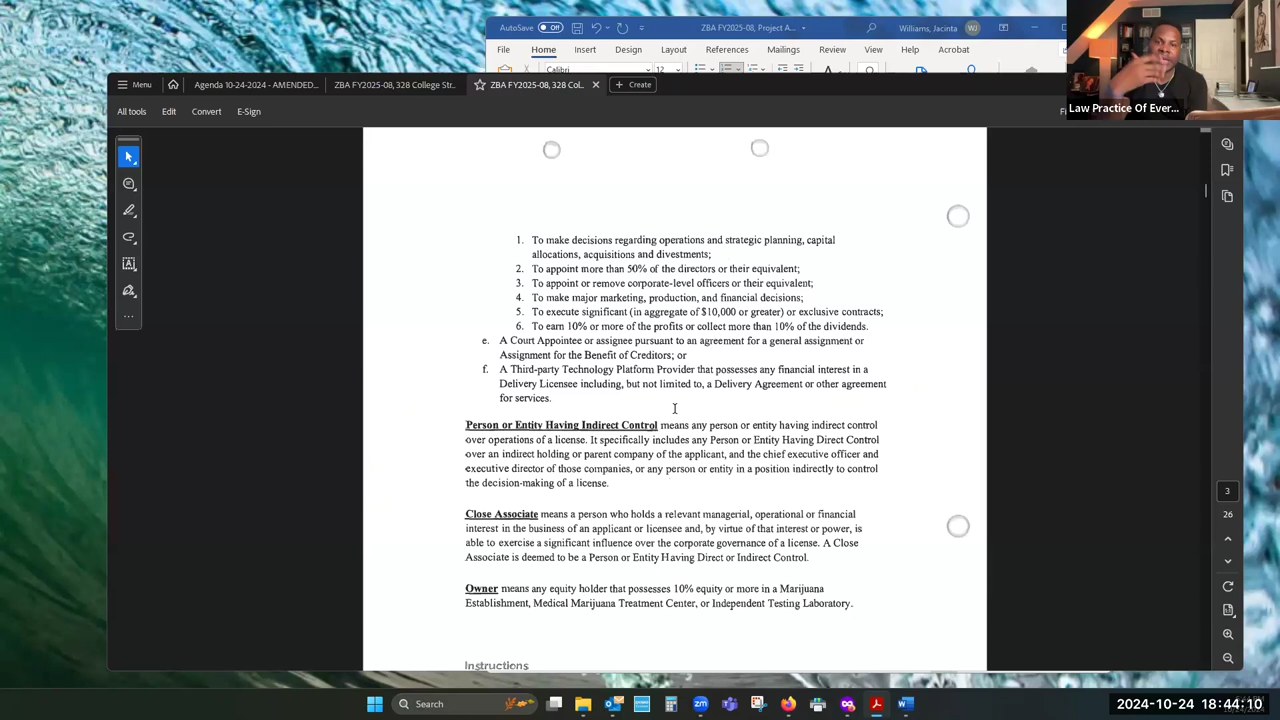 AutoSave Off ZBA FY2025-08, Project A... Williams, Jacinta WJ
File Home Insert Design Layout References Mailings Review View Help Acrobat
Calibri 12
Menu Agenda 10-24-2024 - AMENDED... ZBA FY2025-08, 328 College Str... ZBA FY2025-08, 328 Col... Create
Law Practice Of Ever...
All tools Edit Convert E-Sign
1. To make decisions regarding operations and strategic planning, capital
allocations, acquisitions and divestments;
2. To appoint more than 50% of the directors or their equivalent;
3. To appoint or remove corporate-level officers or their equivalent;
4. To make major marketing, production, and financial decisions;
5. To execute significant (in aggregate of $10,000 or greater) or exclusive contracts;
6. To earn 10% or more of the profits or collect more than 10% of the dividends.
e. A Court Appointee or assignee pursuant to an agreement for a general assignment or
Assignment for the Benefit of Creditors; or
f. A Third-party Technology Platform Provider that possesses any financial interest in a
Delivery Licensee including, but not limited to, a Delivery Agreement or other agreement
for services.
Person or Entity Having Indirect Control means any person or entity having indirect control
over operations of a license. It specifically includes any Person or Entity Having Direct Control
over an indirect holding or parent company of the applicant, and the chief executive officer and
executive director of those companies, or any person or entity in a position indirectly to control
the decision-making of a license.
Close Associate means a person who holds a relevant managerial, operational or financial
interest in the business of an applicant or licensee and, by virtue of that interest or power, is
able to exercise a significant influence over the corporate governance of a license. A Close
Associate is deemed to be a Person or Entity Having Direct or Indirect Control.
Owner means any equity holder that possesses 10% equity or more in a Marijuana
Establishment, Medical Marijuana Treatment Center, or Independent Testing Laboratory.
Instructions
3
26
Search
2024-10-24 18:44:10